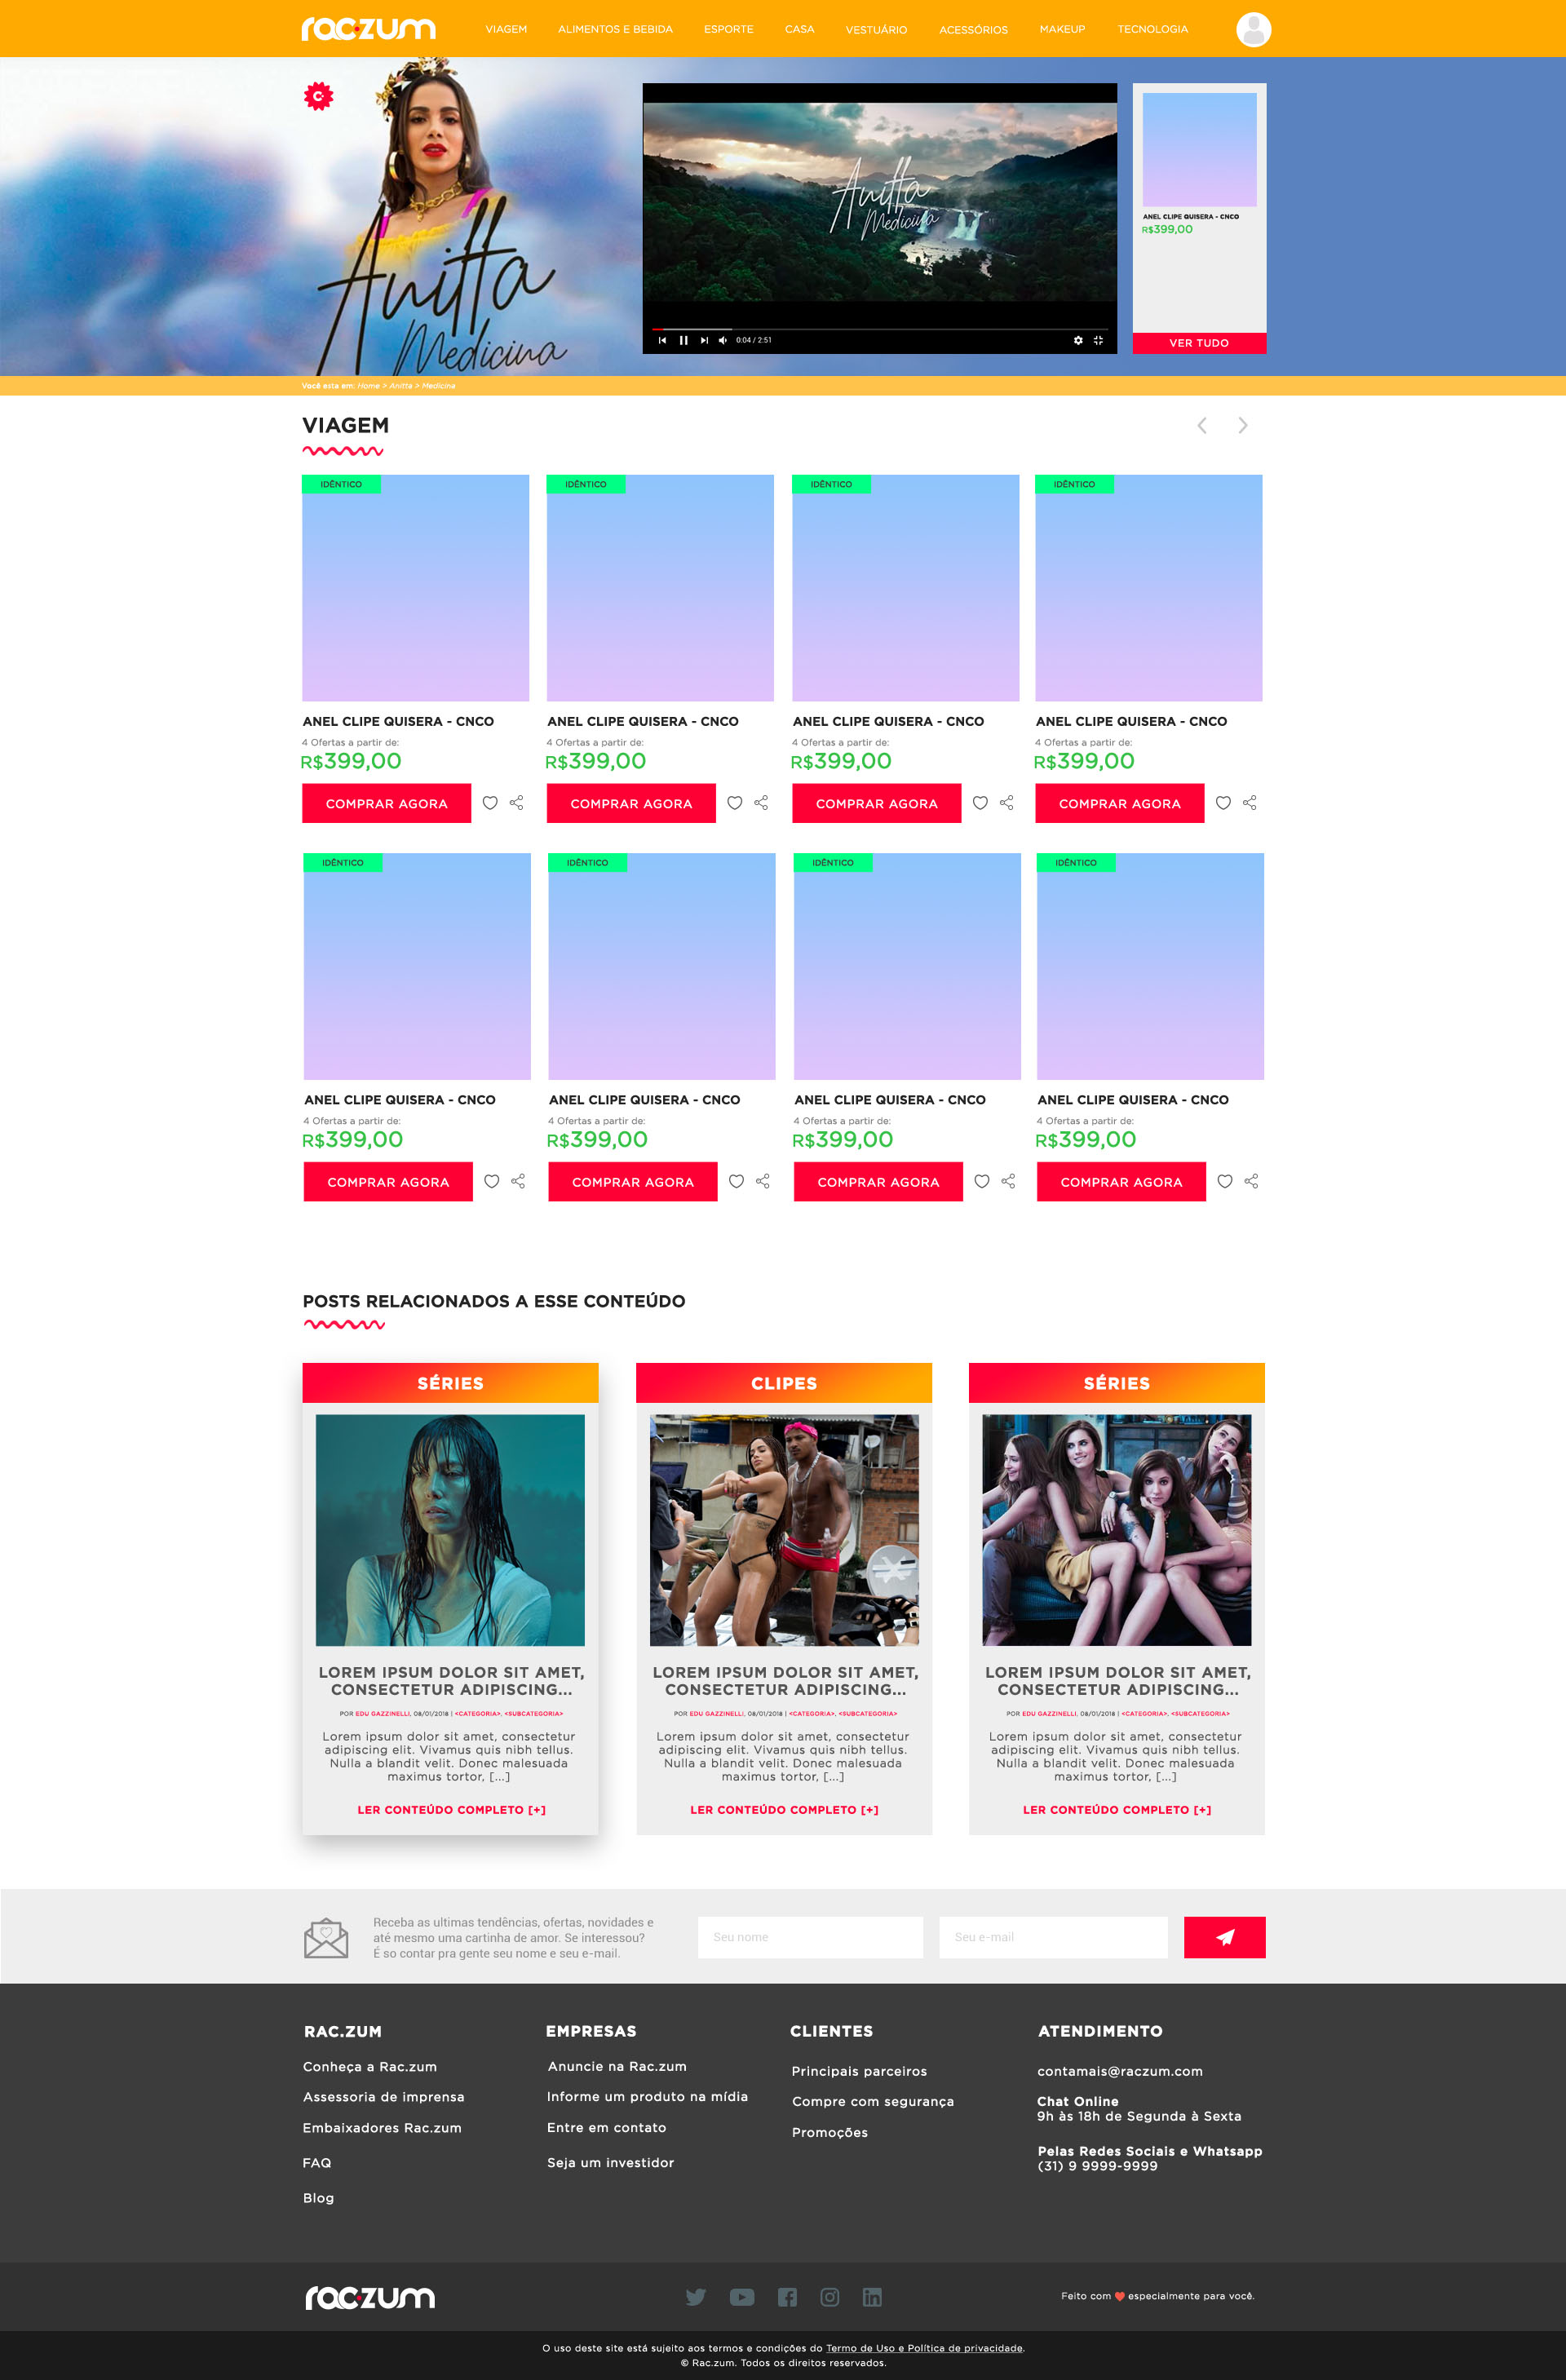 rac.zum
VIAGEM ALIMENTOS E BEBIDA ESPORTE CASA VESTUÁRIO ACESSÓRIOS MAKEUP TECNOLOGIA
C
Anitta
Medicina
Anitta
Medicina
0:04 / 2:51
ANEL CLIPE QUISERA - CNCO
R$399,00
VER TUDO
Você esta em: Home > Anitta > Medicina
VIAGEM
IDÊNTICO IDÊNTICO IDÊNTICO IDÊNTICO
ANEL CLIPE QUISERA - CNCO ANEL CLIPE QUISERA - CNCO ANEL CLIPE QUISERA - CNCO ANEL CLIPE QUISERA - CNCO
4 Ofertas a partir de: 4 Ofertas a partir de: 4 Ofertas a partir de: 4 Ofertas a partir de:
R$399,00 R$399,00 R$399,00 R$399,00
COMPRAR AGORA COMPRAR AGORA COMPRAR AGORA COMPRAR AGORA
IDÊNTICO IDÊNTICO IDÊNTICO IDÊNTICO
ANEL CLIPE QUISERA - CNCO ANEL CLIPE QUISERA - CNCO ANEL CLIPE QUISERA - CNCO ANEL CLIPE QUISERA - CNCO
4 Ofertas a partir de: 4 Ofertas a partir de: 4 Ofertas a partir de: 4 Ofertas a partir de:
R$399,00 R$399,00 R$399,00 R$399,00
COMPRAR AGORA COMPRAR AGORA COMPRAR AGORA COMPRAR AGORA
POSTS RELACIONADOS A ESSE CONTEÚDO
SÉRIES
LOREM IPSUM DOLOR SIT AMET,
CONSECTETUR ADIPISCING...
POR EDU GAZZINELLI, 08/01/2018 | <CATEGORIA>, <SUBCATEGORIA>
Lorem ipsum dolor sit amet, consectetur
adipiscing elit. Vivamus quis nibh tellus.
Nulla a blandit velit. Donec malesuada
maximus tortor, [...]
LER CONTEÚDO COMPLETO [+]
CLIPES
LOREM IPSUM DOLOR SIT AMET,
CONSECTETUR ADIPISCING...
POR EDU GAZZINELLI, 08/01/2018 | <CATEGORIA>, <SUBCATEGORIA>
Lorem ipsum dolor sit amet, consectetur
adipiscing elit. Vivamus quis nibh tellus.
Nulla a blandit velit. Donec malesuada
maximus tortor, [...]
LER CONTEÚDO COMPLETO [+]
SÉRIES
LOREM IPSUM DOLOR SIT AMET,
CONSECTETUR ADIPISCING...
POR EDU GAZZINELLI, 08/01/2018 | <CATEGORIA>, <SUBCATEGORIA>
Lorem ipsum dolor sit amet, consectetur
adipiscing elit. Vivamus quis nibh tellus.
Nulla a blandit velit. Donec malesuada
maximus tortor, [...]
LER CONTEÚDO COMPLETO [+]
Receba as ultimas tendências, ofertas, novidades e
até mesmo uma cartinha de amor. Se interessou?
É so contar pra gente seu nome e seu e-mail.
Seu nome
Seu e-mail
RAC.ZUM
Conheça a Rac.zum
Assessoria de imprensa
Embaixadores Rac.zum
FAQ
Blog
EMPRESAS
Anuncie na Rac.zum
Informe um produto na mídia
Entre em contato
Seja um investidor
CLIENTES
Principais parceiros
Compre com segurança
Promoções
ATENDIMENTO
contamais@raczum.com
Chat Online
9h às 18h de Segunda à Sexta
Pelas Redes Sociais e Whatsapp
(31) 9 9999-9999
rac.zum
Feito com ❤ especialmente para você.
O uso deste site está sujeito aos termos e condições do Termo de Uso e Política de privacidade.
© Rac.zum. Todos os direitos reservados.